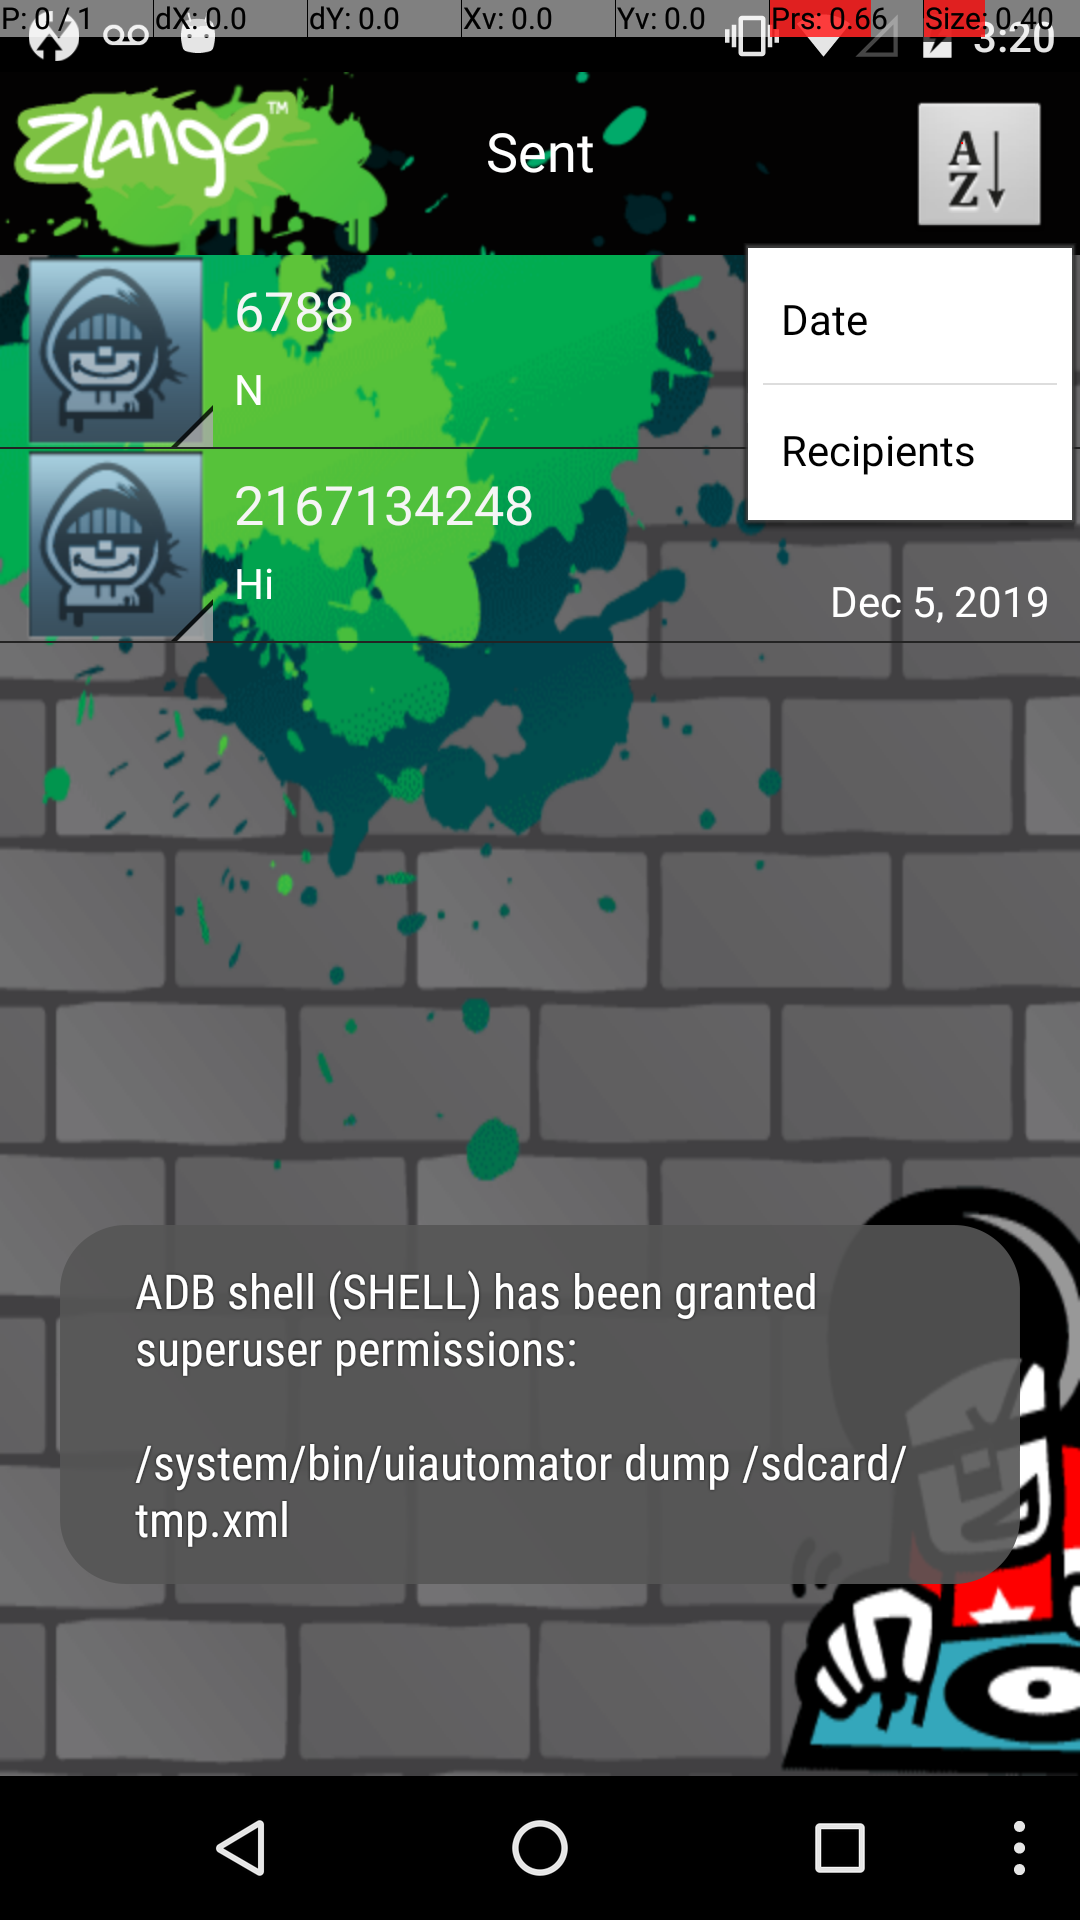 P: 0 / 1 dX: 0.0 dY: 0.0 Xv: 0.0 Yv: 0.0 Prs: 0.66 Size: 0.40
3:20
Zlango™
Sent
A
Z
Date
Recipients
6788
N
2167134248
Hi
Dec 5, 2019
ADB shell (SHELL) has been granted
superuser permissions:
/system/bin/uiautomator dump /sdcard/
tmp.xml